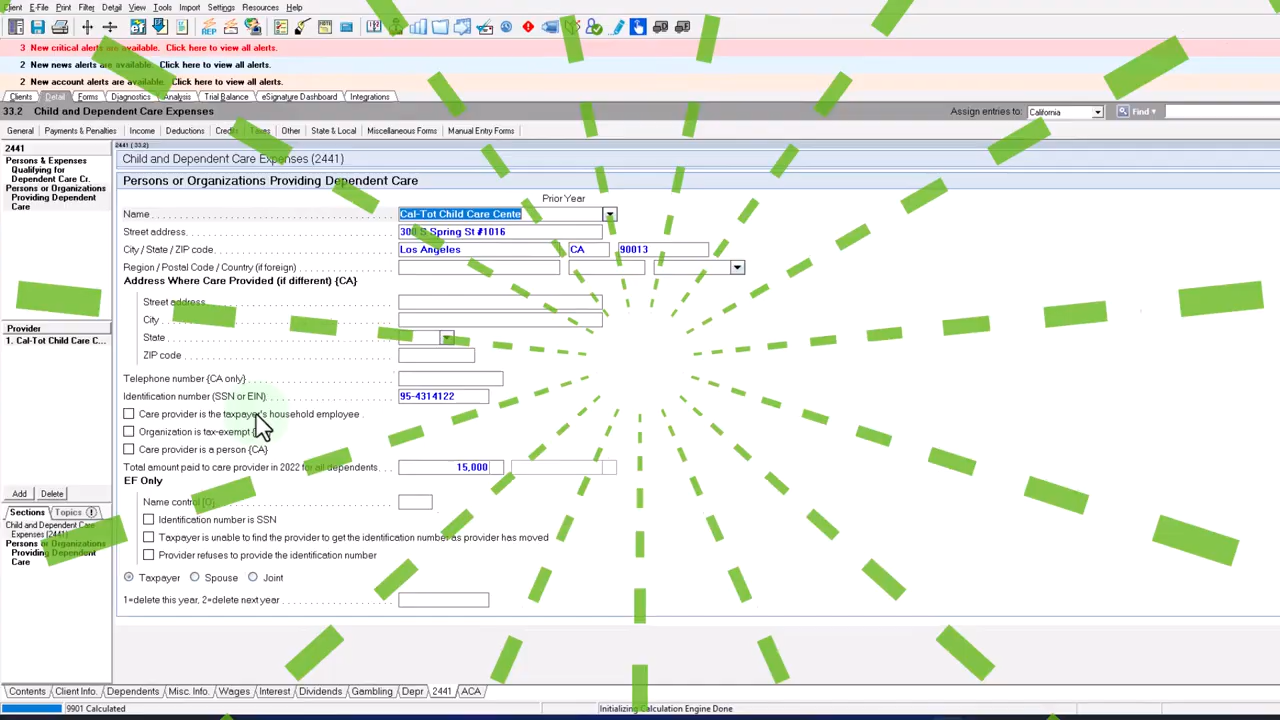 Client E-File Print Filter Detail View Tools Import Settings Resources Help
REP
3 New critical alerts are available. Click here to view all alerts.
2 New news alerts are available. Click here to view all alerts.
2 New account alerts are available. Click here to view all alerts.
Clients Detail Forms Diagnostics Analysis Trial Balance eSignature Dashboard Integrations
33.2 Child and Dependent Care Expenses Assign entries to: California Find
General Payments & Penalties Income Deductions Credits Taxes Other State & Local Miscellaneous Forms Manual Entry Forms
2441
Persons & Expenses
Qualifying for
Dependent Care Cr.
Persons or Organizations
Providing Dependent
Care
Provider
1. Cal-Tot Child Care C...
Add Delete
Sections Topics
Child and Dependent Care
Expenses (2441)
Persons or Organizations
Providing Dependent
Care
2441 (33.2)
Child and Dependent Care Expenses (2441)
Persons or Organizations Providing Dependent Care
Prior Year
Name Cal-Tot Child Care Cente
Street address 300 S Spring St #1016
City / State / ZIP code Los Angeles CA 90013
Region / Postal Code / Country (if foreign)
Address Where Care Provided (if different) {CA}
Street address
City
State
ZIP code
Telephone number {CA only}
Identification number (SSN or EIN) 95-4314122
Care provider is the taxpayer's household employee
Organization is tax-exempt
Care provider is a person {CA}
Total amount paid to care provider in 2022 for all dependents 15,000
EF Only
Name control [O]
Identification number is SSN
Taxpayer is unable to find the provider to get the identification number as provider has moved
Provider refuses to provide the identification number
Taxpayer Spouse Joint
1=delete this year, 2=delete next year
Contents Client Info. Dependents Misc. Info. Wages Interest Dividends Gambling Depr 2441 ACA
9901 Calculated Initializing Calculation Engine Done